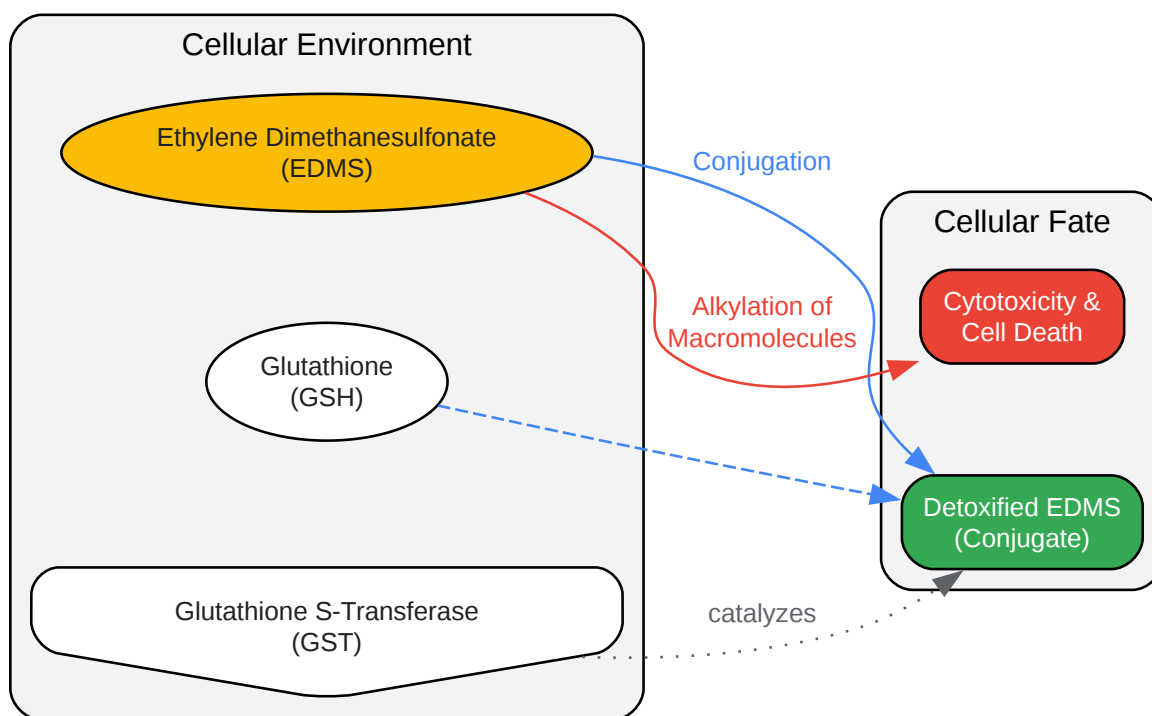 Cellular Environment
Ethylene Dimethanesulfonate
(EDMS)
Conjugation
Cellular Fate
Cytotoxicity &
Cell Death
Alkylation of
Macromolecules
Glutathione
(GSH)
Detoxified EDMS
(Conjugate)
Glutathione S-Transferase
(GST)
catalyzes